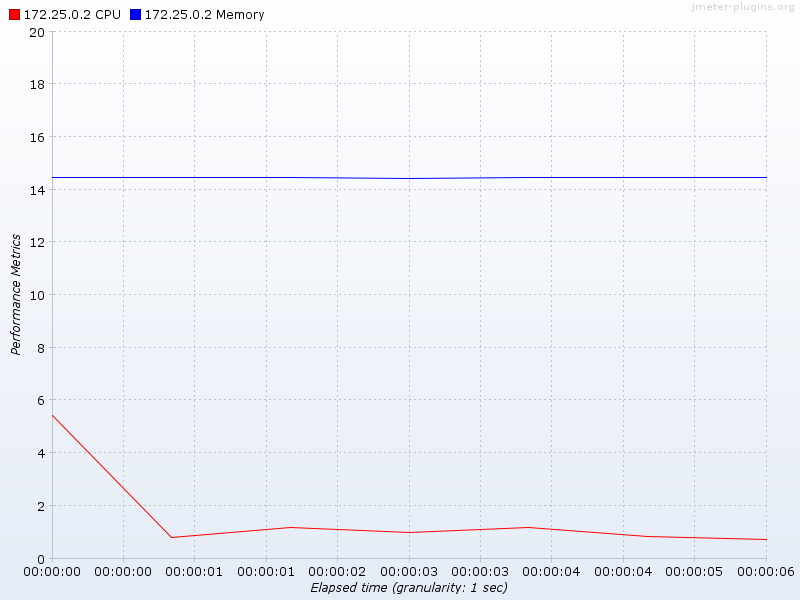 172.25.0.2 CPU 172.25.0.2 Memory
jmeter-plugins.org
20
18
16
14
12
10
8
6
4
2
0
Performance Metrics
00:00:00 00:00:00 00:00:01 00:00:01 00:00:02 00:00:03 00:00:03 00:00:04 00:00:04 00:00:05 00:00:06
Elapsed time (granularity: 1 sec)